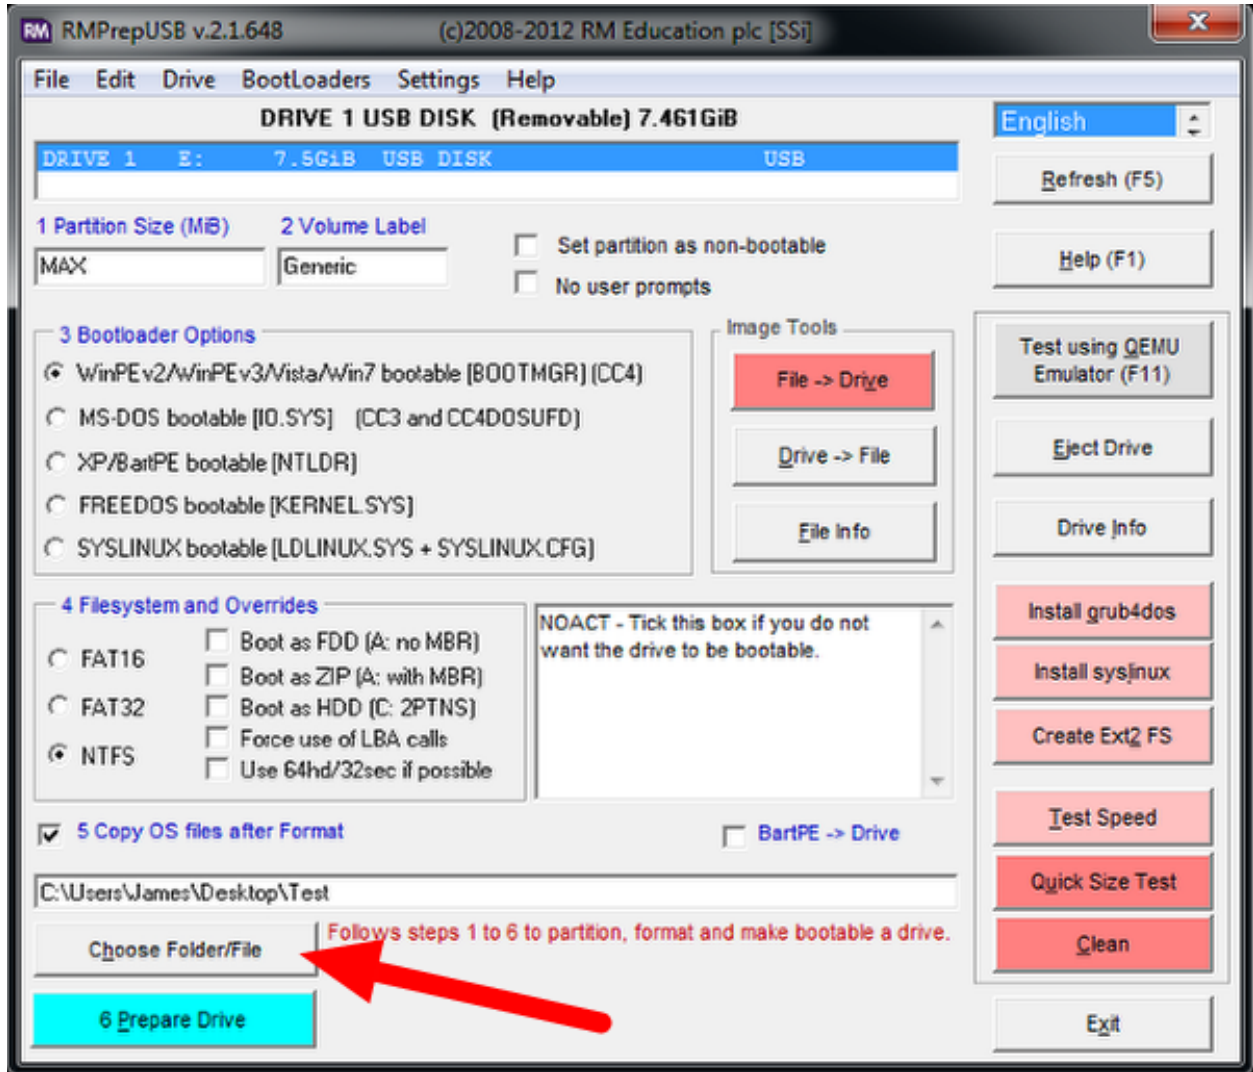 RM RMPrepUSB v.2.1.648 (c)2008-2012 RM Education plc [SSi]
File Edit Drive BootLoaders Settings Help
DRIVE 1 USB DISK (Removable) 7.461GiB
English
DRIVE 1 E: 7.5GiB USB DISK USB
Refresh (F5)
1 Partition Size (MiB) 2 Volume Label
MAX Generic
Set partition as non-bootable
No user prompts
Help (F1)
3 Bootloader Options
WinPEv2/WinPEv3/Vista/Win7 bootable [BOOTMGR] (CC4)
MS-DOS bootable [IO.SYS] (CC3 and CC4DOSUFD)
XP/BartPE bootable [NTLDR]
FREEDOS bootable [KERNEL.SYS]
SYSLINUX bootable [LDLINUX.SYS + SYSLINUX.CFG]
Image Tools
File -> Drive
Drive -> File
File Info
Test using QEMU
Emulator (F11)
Eject Drive
Drive Info
4 Filesystem and Overrides
FAT16
FAT32
NTFS
Boot as FDD (A: no MBR)
Boot as ZIP (A: with MBR)
Boot as HDD (C: 2PTNS)
Force use of LBA calls
Use 64hd/32sec if possible
NOACT - Tick this box if you do not
want the drive to be bootable.
Install grub4dos
Install syslinux
Create Ext2 FS
Test Speed
Quick Size Test
Clean
5 Copy OS files after Format
BartPE -> Drive
C:\Users\James\Desktop\Test
Choose Folder/File
Follows steps 1 to 6 to partition, format and make bootable a drive.
6 Prepare Drive
Exit